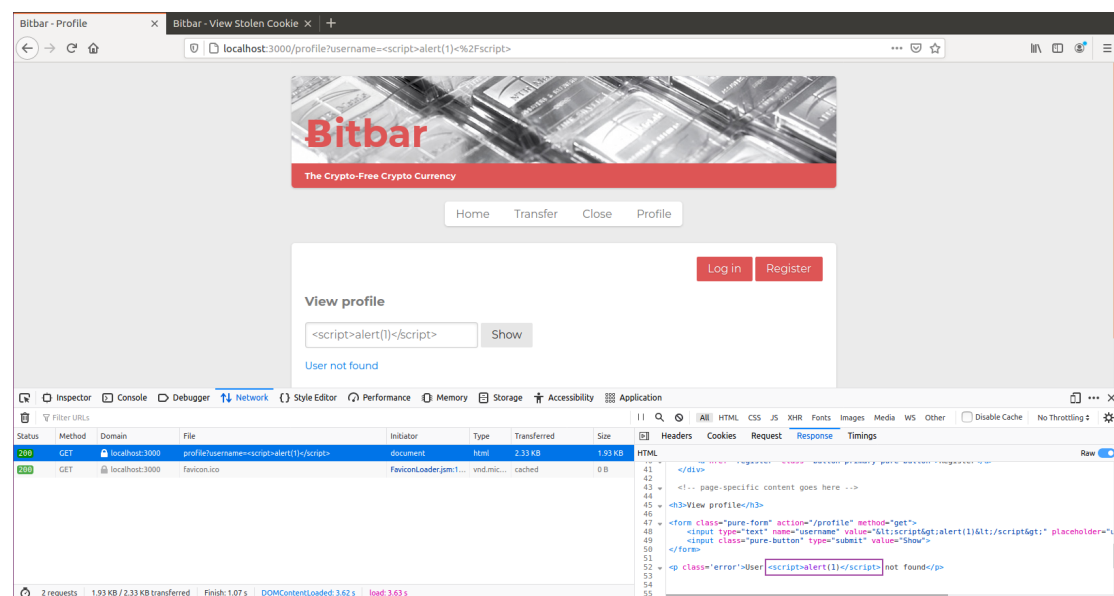 Bitbar - Profile × Bitbar - View Stolen Cookie × +
localhost:3000/profile?username=<script>alert(1)<%2Fscript>
Ƀitbar
The Crypto-Free Crypto Currency
Home Transfer Close Profile
Log in Register
View profile
<script>alert(1)</script> Show
User not found
Inspector Console Debugger Network {} Style Editor Performance Memory Storage Accessibility Application
Filter URLs All HTML CSS JS XHR Fonts Images Media WS Other Disable Cache No Throttling
Status Method Domain File Initiator Type Transferred Size Headers Cookies Request Response Timings
200 GET localhost:3000 profile?username=<script>alert(1)</script> document html 2.33 KB 1.93 KB
200 GET localhost:3000 favicon.ico FaviconLoader.jsm:1... vnd.mic... cached 0 B
HTML Raw
41 </div>
42
43 <!-- page-specific content goes here -->
44
45 <h3>View profile</h3>
46
47 <form class="pure-form" action="/profile" method="get">
48 <input type="text" name="username" value="&lt;script&gt;alert(1)&lt;/script&gt;" placeholder="u
49 <input class="pure-button" type="submit" value="Show">
50 </form>
51
52 <p class='error'>User <script>alert(1)</script> not found</p>
53
54
55
2 requests 1.93 KB / 2.33 KB transferred Finish: 1.07 s DOMContentLoaded: 3.62 s load: 3.63 s